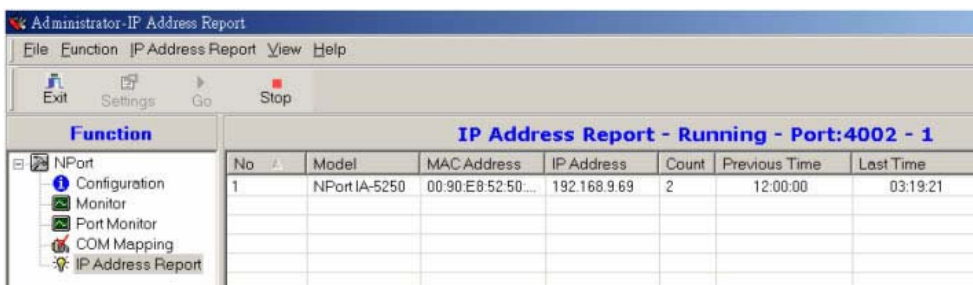 Administrator-IP Address Report
File Function IP Address Report View Help
Exit Settings Go Stop
Function
IP Address Report - Running - Port:4002 - 1
NPort
Configuration
Monitor
Port Monitor
COM Mapping
IP Address Report
No Model MAC Address IP Address Count Previous Time Last Time
1 NPort IA-5250 00:90:E8:52:50:... 192.168.9.69 2 12:00:00 03:19:21